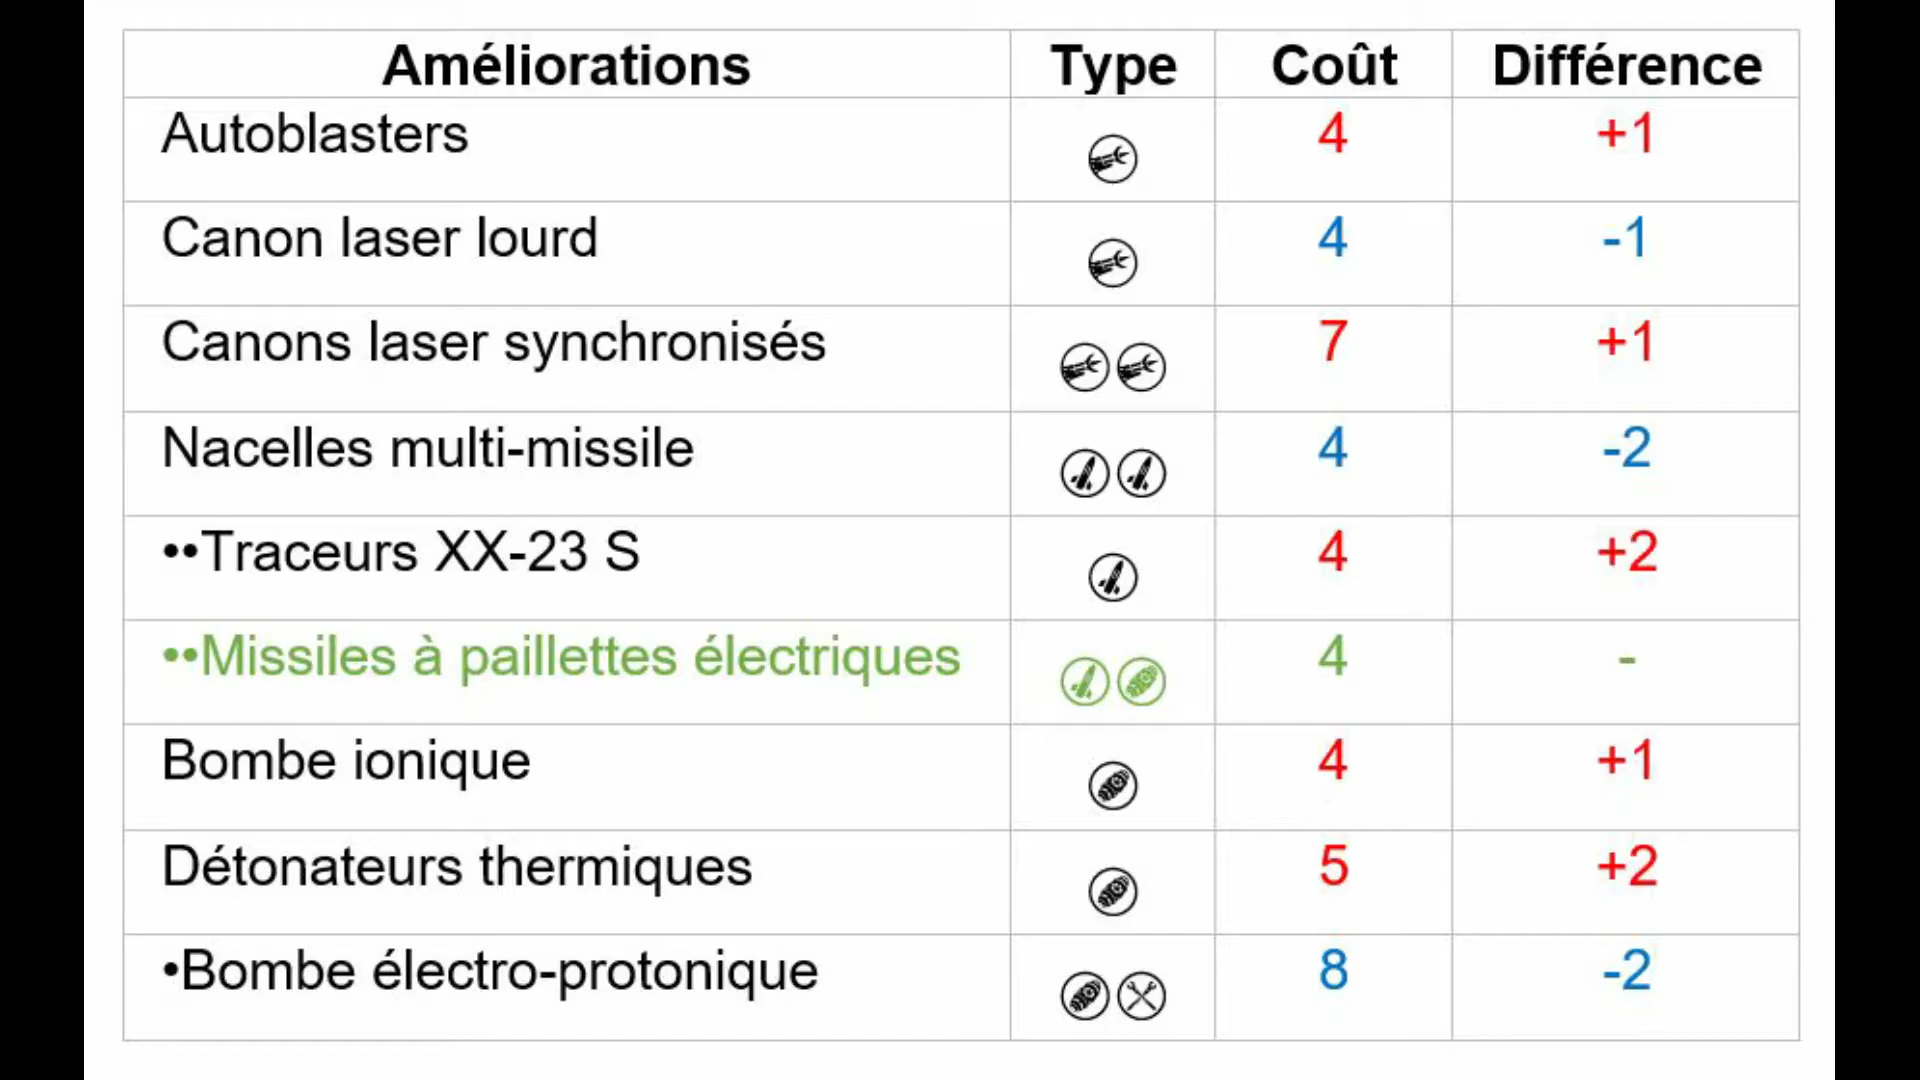 Améliorations Type Coût Différence
Autoblasters 4 +1
Canon laser lourd 4 -1
Canons laser synchronisés 7 +1
Nacelles multi-missile 4 -2
••Traceurs XX-23 S 4 +2
••Missiles à paillettes électriques 4 -
Bombe ionique 4 +1
Détonateurs thermiques 5 +2
•Bombe électro-protonique 8 -2